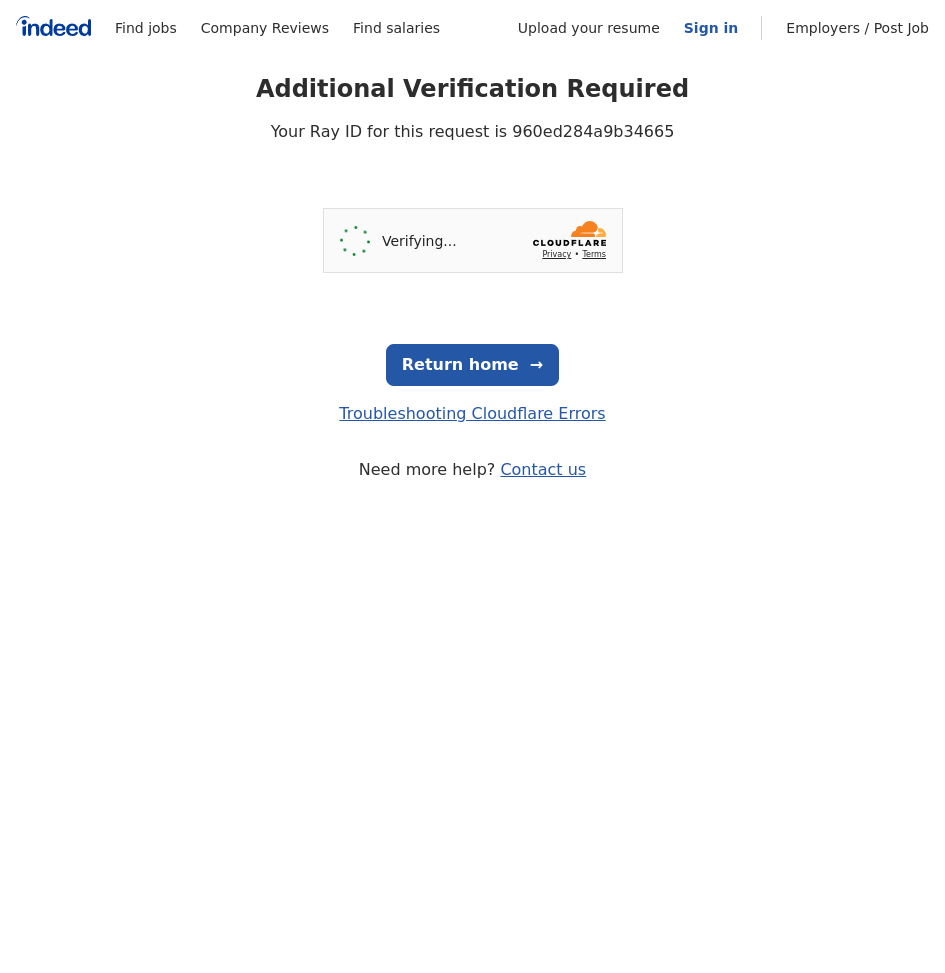 indeed Find jobs Company Reviews Find salaries Upload your resume Sign in Employers / Post Job
Additional Verification Required
Your Ray ID for this request is 960ed284a9b34665
Verifying...
CLOUDFLARE
Privacy • Terms
Return home →
Troubleshooting Cloudflare Errors
Need more help? Contact us